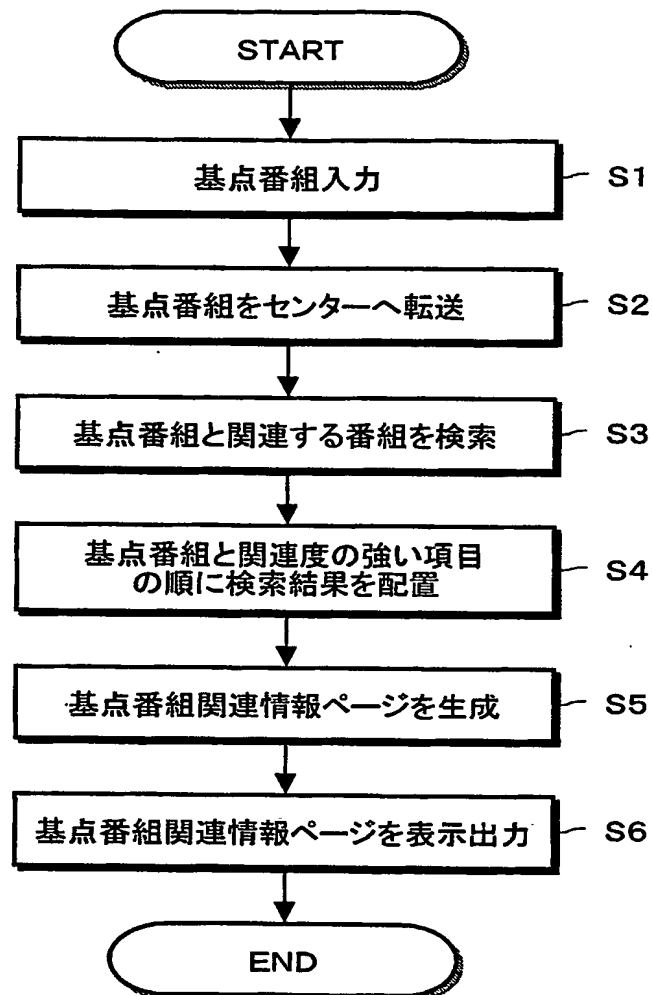 START
基点番組入力
S1
基点番組をセンターへ転送
S2
基点番組と関連する番組を検索
S3
基点番組と関連度の強い項目
の順に検索結果を配置
S4
基点番組関連情報ページを生成
S5
基点番組関連情報ページを表示出力
S6
END